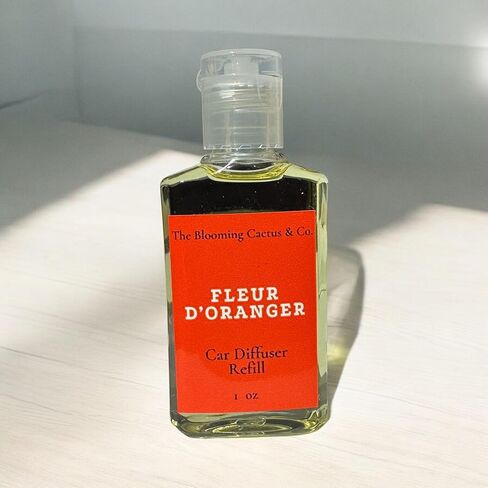 The Blooming Cactus & Co.
FLEUR
D'ORANGER
Car Diffuser
Refill
1 oz